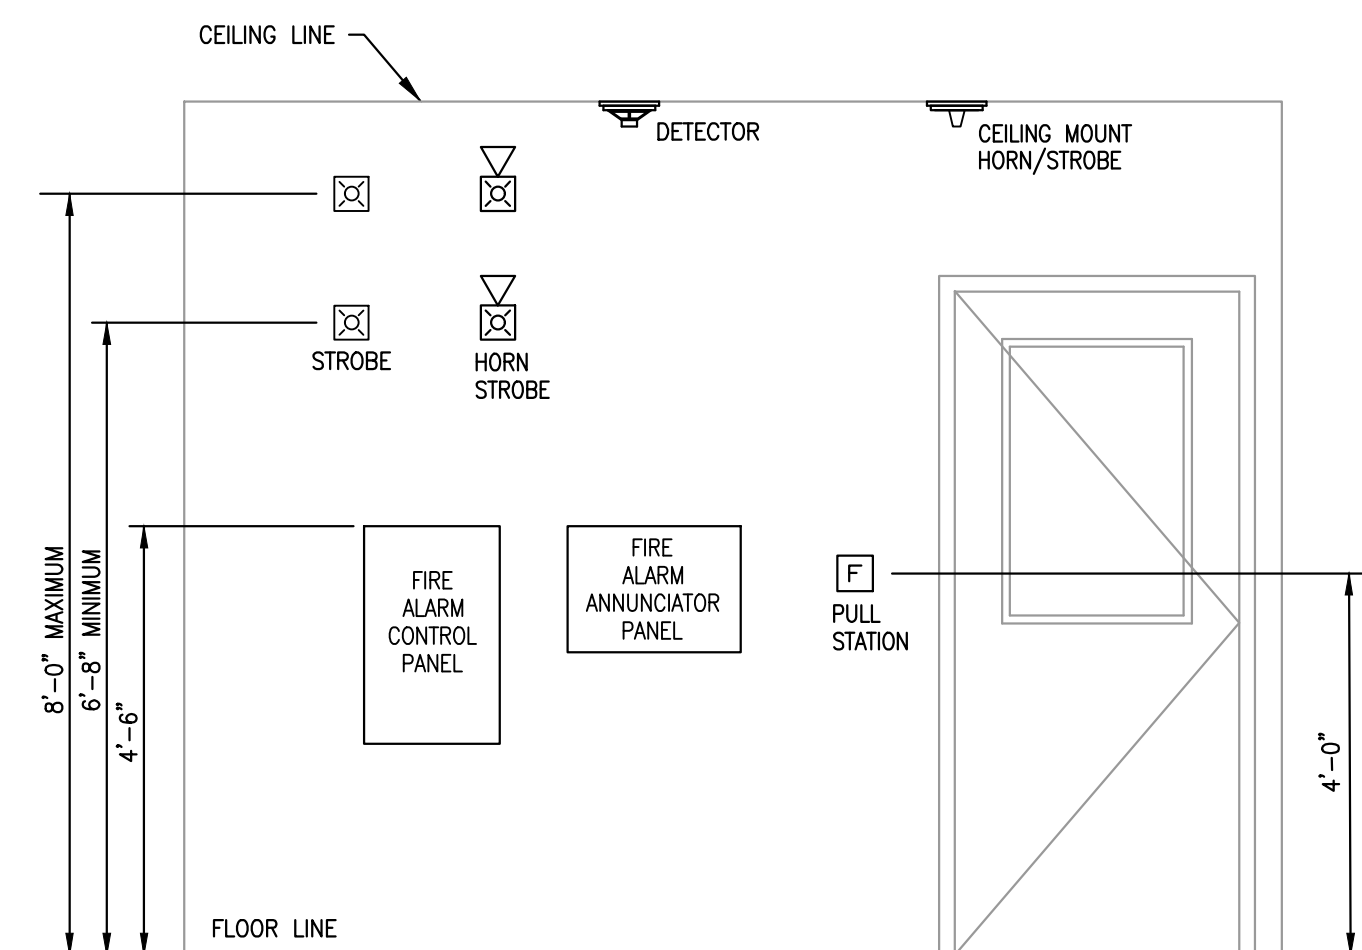 CEILING LINE
DETECTOR
CEILING MOUNT
HORN/STROBE
STROBE
HORN
STROBE
8'-0" MAXIMUM
6'-8" MINIMUM
4'-6"
FIRE
ALARM
CONTROL
PANEL
FIRE
ALARM
ANNUNCIATOR
PANEL
F
PULL
STATION
4'-0"
FLOOR LINE